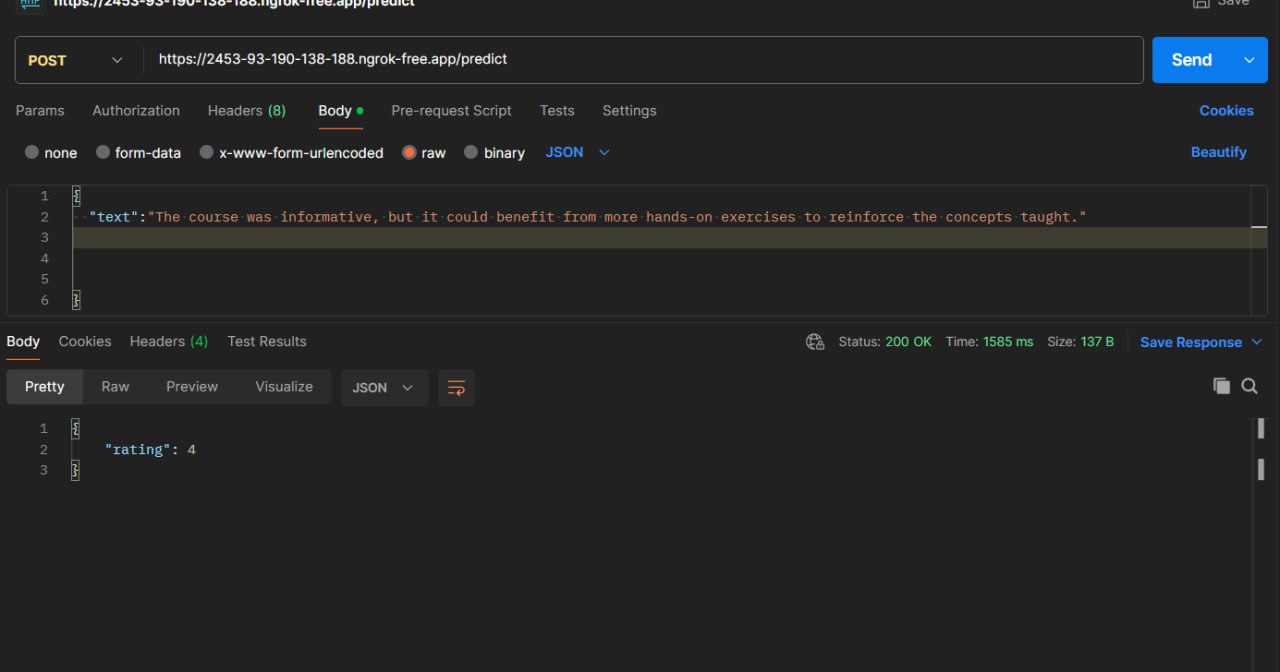 HTTP https://2453-93-190-138-188.ngrok-free.app/predict Save
POST https://2453-93-190-138-188.ngrok-free.app/predict Send
Params Authorization Headers (8) Body Pre-request Script Tests Settings Cookies
none form-data x-www-form-urlencoded raw binary JSON Beautify
1 {
2 "text":"The course was informative, but it could benefit from more hands-on exercises to reinforce the concepts taught."
3
4
5
6 }
Body Cookies Headers (4) Test Results Status: 200 OK Time: 1585 ms Size: 137 B Save Response
Pretty Raw Preview Visualize JSON
1 {
2 "rating": 4
3 }